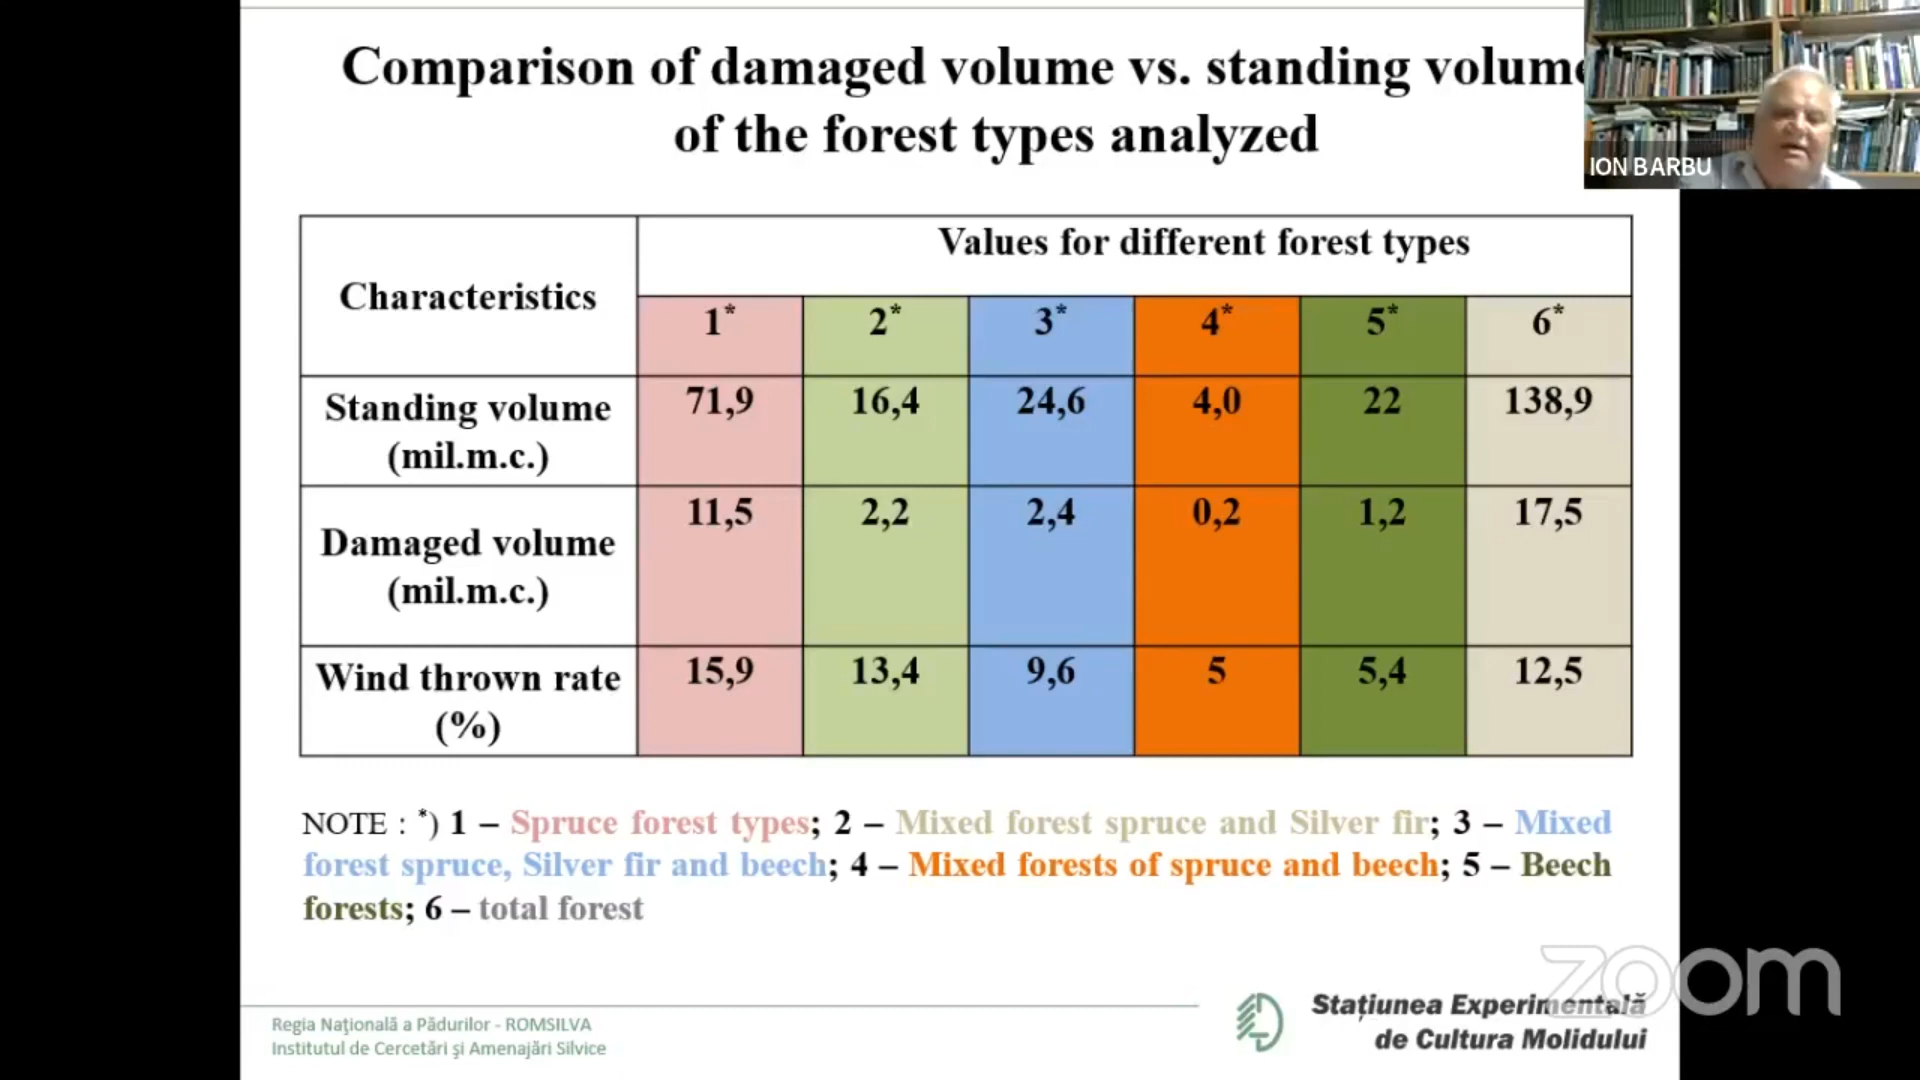 Comparison of damaged volume vs. standing volume
of the forest types analyzed
ION BARBU
Characteristics
Values for different forest types
1* 2* 3* 4* 5* 6*
Standing volume
(mil.m.c.)
71,9 16,4 24,6 4,0 22 138,9
Damaged volume
(mil.m.c.)
11,5 2,2 2,4 0,2 1,2 17,5
Wind thrown rate
(%)
15,9 13,4 9,6 5 5,4 12,5
NOTE : *) 1 – Spruce forest types; 2 – Mixed forest spruce and Silver fir; 3 – Mixed
forest spruce, Silver fir and beech; 4 – Mixed forests of spruce and beech; 5 – Beech
forests; 6 – total forest
zoom
Regia Naţională a Pădurilor - ROMSILVA
Institutul de Cercetări şi Amenajări Silvice
Stațiunea Experimentală
de Cultura Molidului